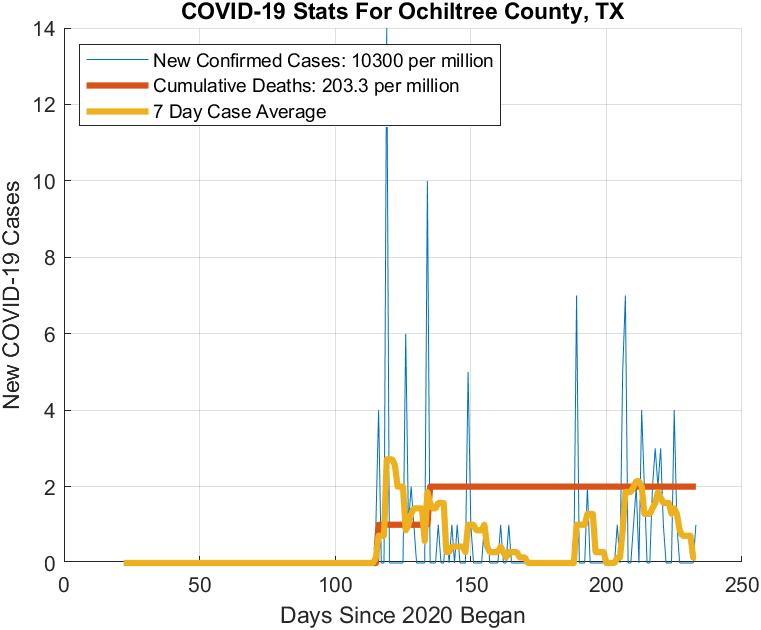 COVID-19 Stats For Ochiltree County, TX
New Confirmed Cases: 10300 per million
Cumulative Deaths: 203.3 per million
7 Day Case Average
New COVID-19 Cases
14
12
10
8
6
4
2
0
0 50 100 150 200 250
Days Since 2020 Began